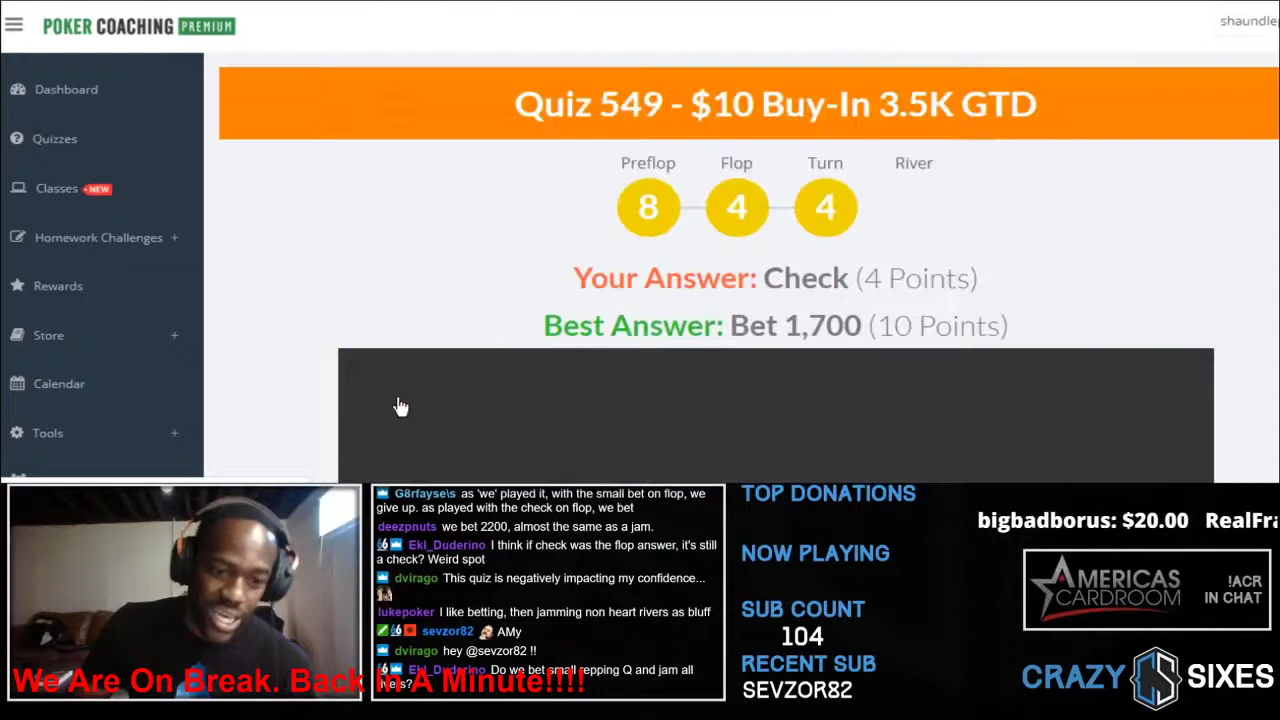 POKER COACHING PREMIUM
shaundle
Dashboard
Quizzes
Classes NEW
Homework Challenges +
Rewards
Store +
Calendar
Tools +
Quiz 549 - $10 Buy-In 3.5K GTD
Preflop Flop Turn River
8 4 4
Your Answer: Check (4 Points)
Best Answer: Bet 1,700 (10 Points)
G8rfayse\s as 'we' played it, with the small bet on flop, we
give up. as played with the check on flop, we bet
deezpnuts we bet 2200, almost the same as a jam.
Ekl_Duderino I think if check was the flop answer, it's still
a check? Weird spot
dvirago This quiz is negatively impacting my confidence...
lukepoker I like betting, then jamming non heart rivers as bluff
sevzor82 AMy
dvirago hey @sevzor82 !!
Ekl_Duderino Do we bet small repping Q and jam all
We Are On Break. Back In A Minute!!!!
TOP DONATIONS
bigbadborus: $20.00 RealFr
NOW PLAYING
SUB COUNT
104
RECENT SUB
SEVZOR82
AMERICAS
CARDROOM
!ACR
IN CHAT
CRAZY CS SIXES